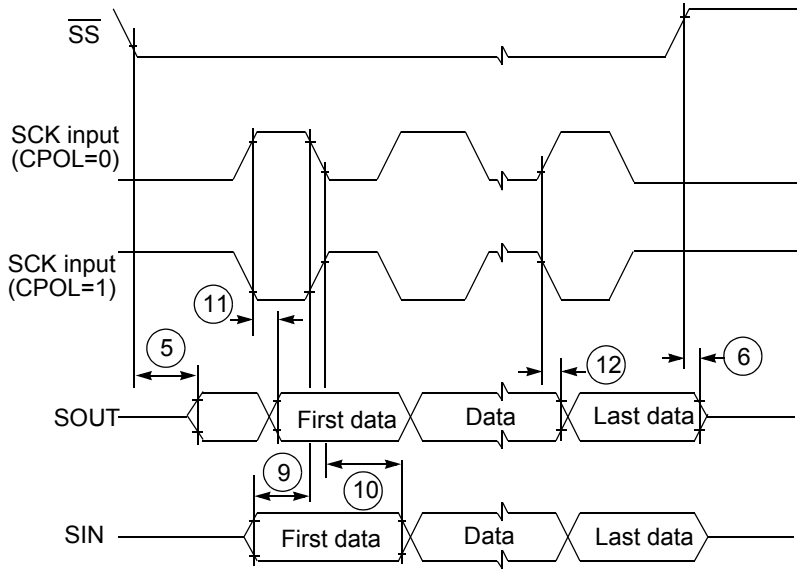 SS
SCK input
(CPOL=0)
SCK input
(CPOL=1)
11
5
12
6
SOUT
First data
Data
Last data
9
10
SIN
First data
Data
Last data